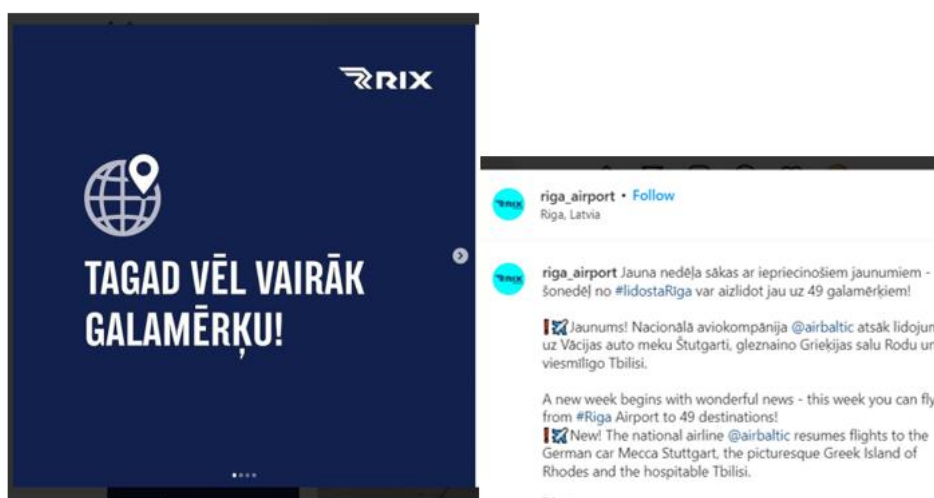 RIX
TAGAD VĒL VAIRĀK
GALAMĒRĶU!
riga_airport • Follow
Riga, Latvia
riga_airport Jauna nedēļa sākas ar iepriecinošiem jaunumiem -
šonedēļ no #lidostaRīga var aizlidot jau uz 49 galamērķiem!
Jaunums! Nacionālā aviokompānija @airbaltic atsāk
uz Vācijas auto meku Štutgarti, gleznaino Grieķijas salu Rodu
viesmīlīgo Tbilisi.
A new week begins with wonderful news - this week you can fly
from #Riga Airport to 49 destinations!
New! The national airline @airbaltic resumes flights to the
German car Mecca Stuttgart, the picturesque Greek Island of
Rhodes and the hospitable Tbilisi.